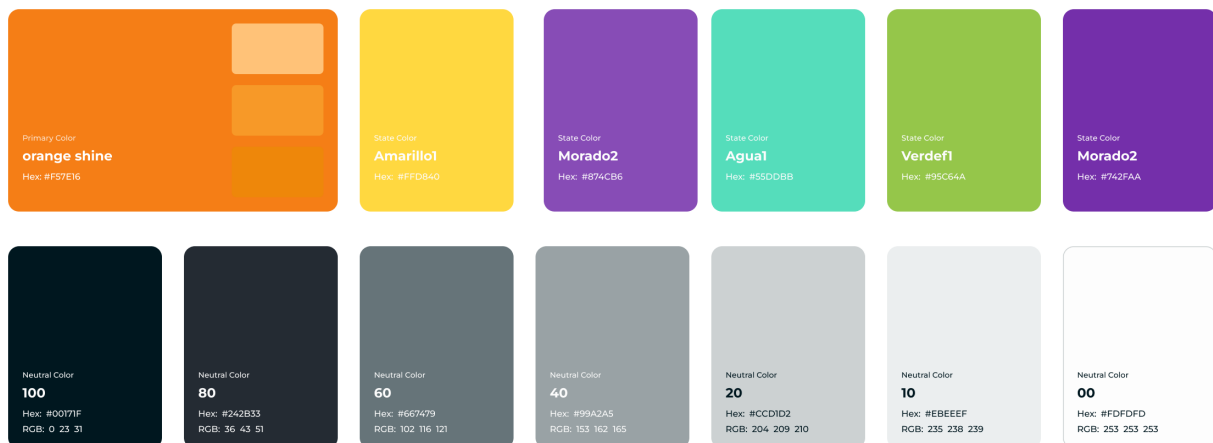 Primary Color
orange shine
Hex: #F57E16
State Color
Amarillo1
Hex: #FFD840
State Color
Morado2
Hex: #874CB6
State Color
Agua1
Hex: #55DDBB
State Color
Verdef1
Hex: #95C64A
State Color
Morado2
Hex: #742FAA
Neutral Color
100
Hex: #00171F
RGB: 0 23 31
Neutral Color
80
Hex: #242B33
RGB: 36 43 51
Neutral Color
60
Hex: #667479
RGB: 102 116 121
Neutral Color
40
Hex: #99A2A5
RGB: 153 162 165
Neutral Color
20
Hex: #CCD1D2
RGB: 204 209 210
Neutral Color
10
Hex: #EBEEEF
RGB: 235 238 239
Neutral Color
00
Hex: #FDFDFD
RGB: 253 253 253